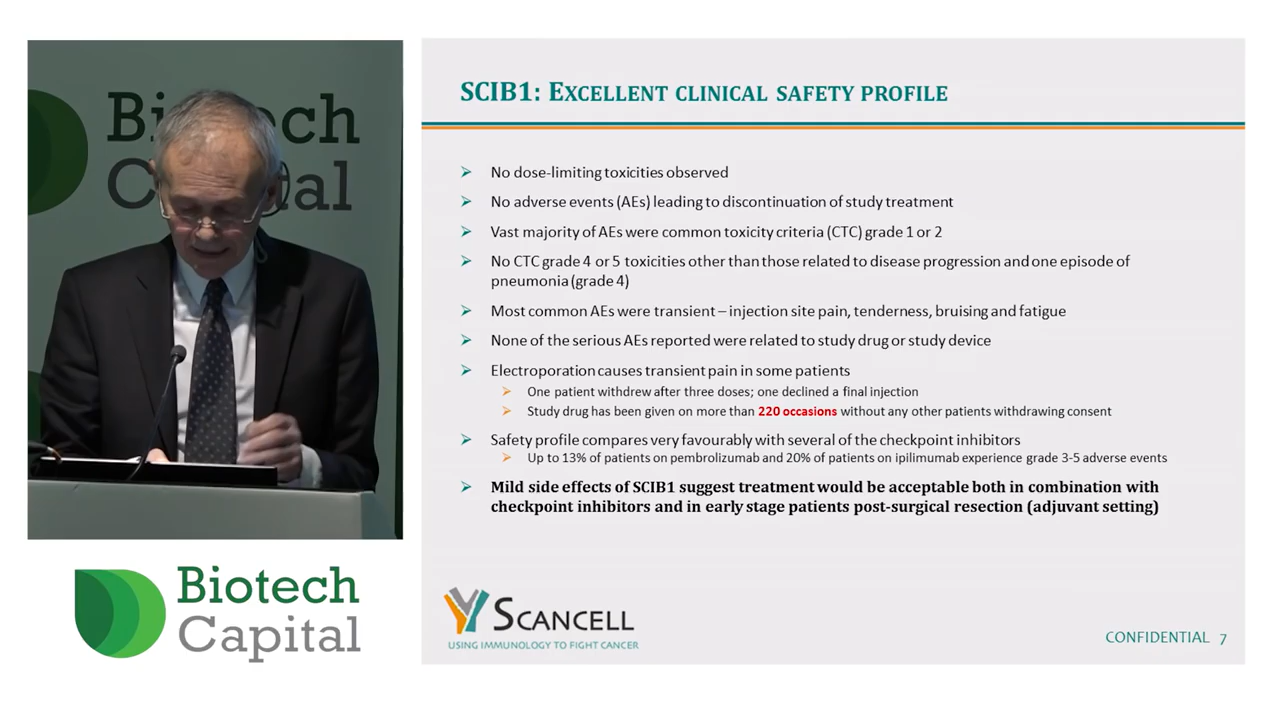 Biotech
Capital
SCIB1: EXCELLENT CLINICAL SAFETY PROFILE
No dose-limiting toxicities observed
No adverse events (AEs) leading to discontinuation of study treatment
Vast majority of AEs were common toxicity criteria (CTC) grade 1 or 2
No CTC grade 4 or 5 toxicities other than those related to disease progression and one episode of
pneumonia (grade 4)
Most common AEs were transient – injection site pain, tenderness, bruising and fatigue
None of the serious AEs reported were related to study drug or study device
Electroporation causes transient pain in some patients
One patient withdrew after three doses; one declined a final injection
Study drug has been given on more than 220 occasions without any other patients withdrawing consent
Safety profile compares very favourably with several of the checkpoint inhibitors
Up to 13% of patients on pembrolizumab and 20% of patients on ipilimumab experience grade 3-5 adverse events
Mild side effects of SCIB1 suggest treatment would be acceptable both in combination with
checkpoint inhibitors and in early stage patients post-surgical resection (adjuvant setting)
Biotech
Capital
SCANCELL
USING IMMUNOLOGY TO FIGHT CANCER
CONFIDENTIAL 7